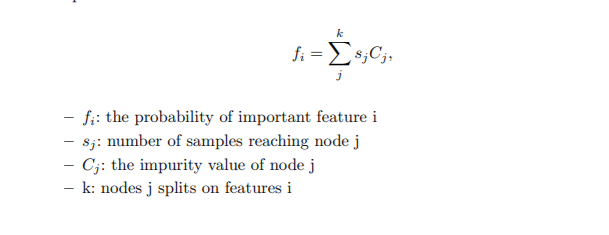 f_i = \sum_{j}^{k} s_j C_j,
– f_i: the probability of important feature i
– s_j: number of samples reaching node j
– C_j: the impurity value of node j
– k: nodes j splits on features i